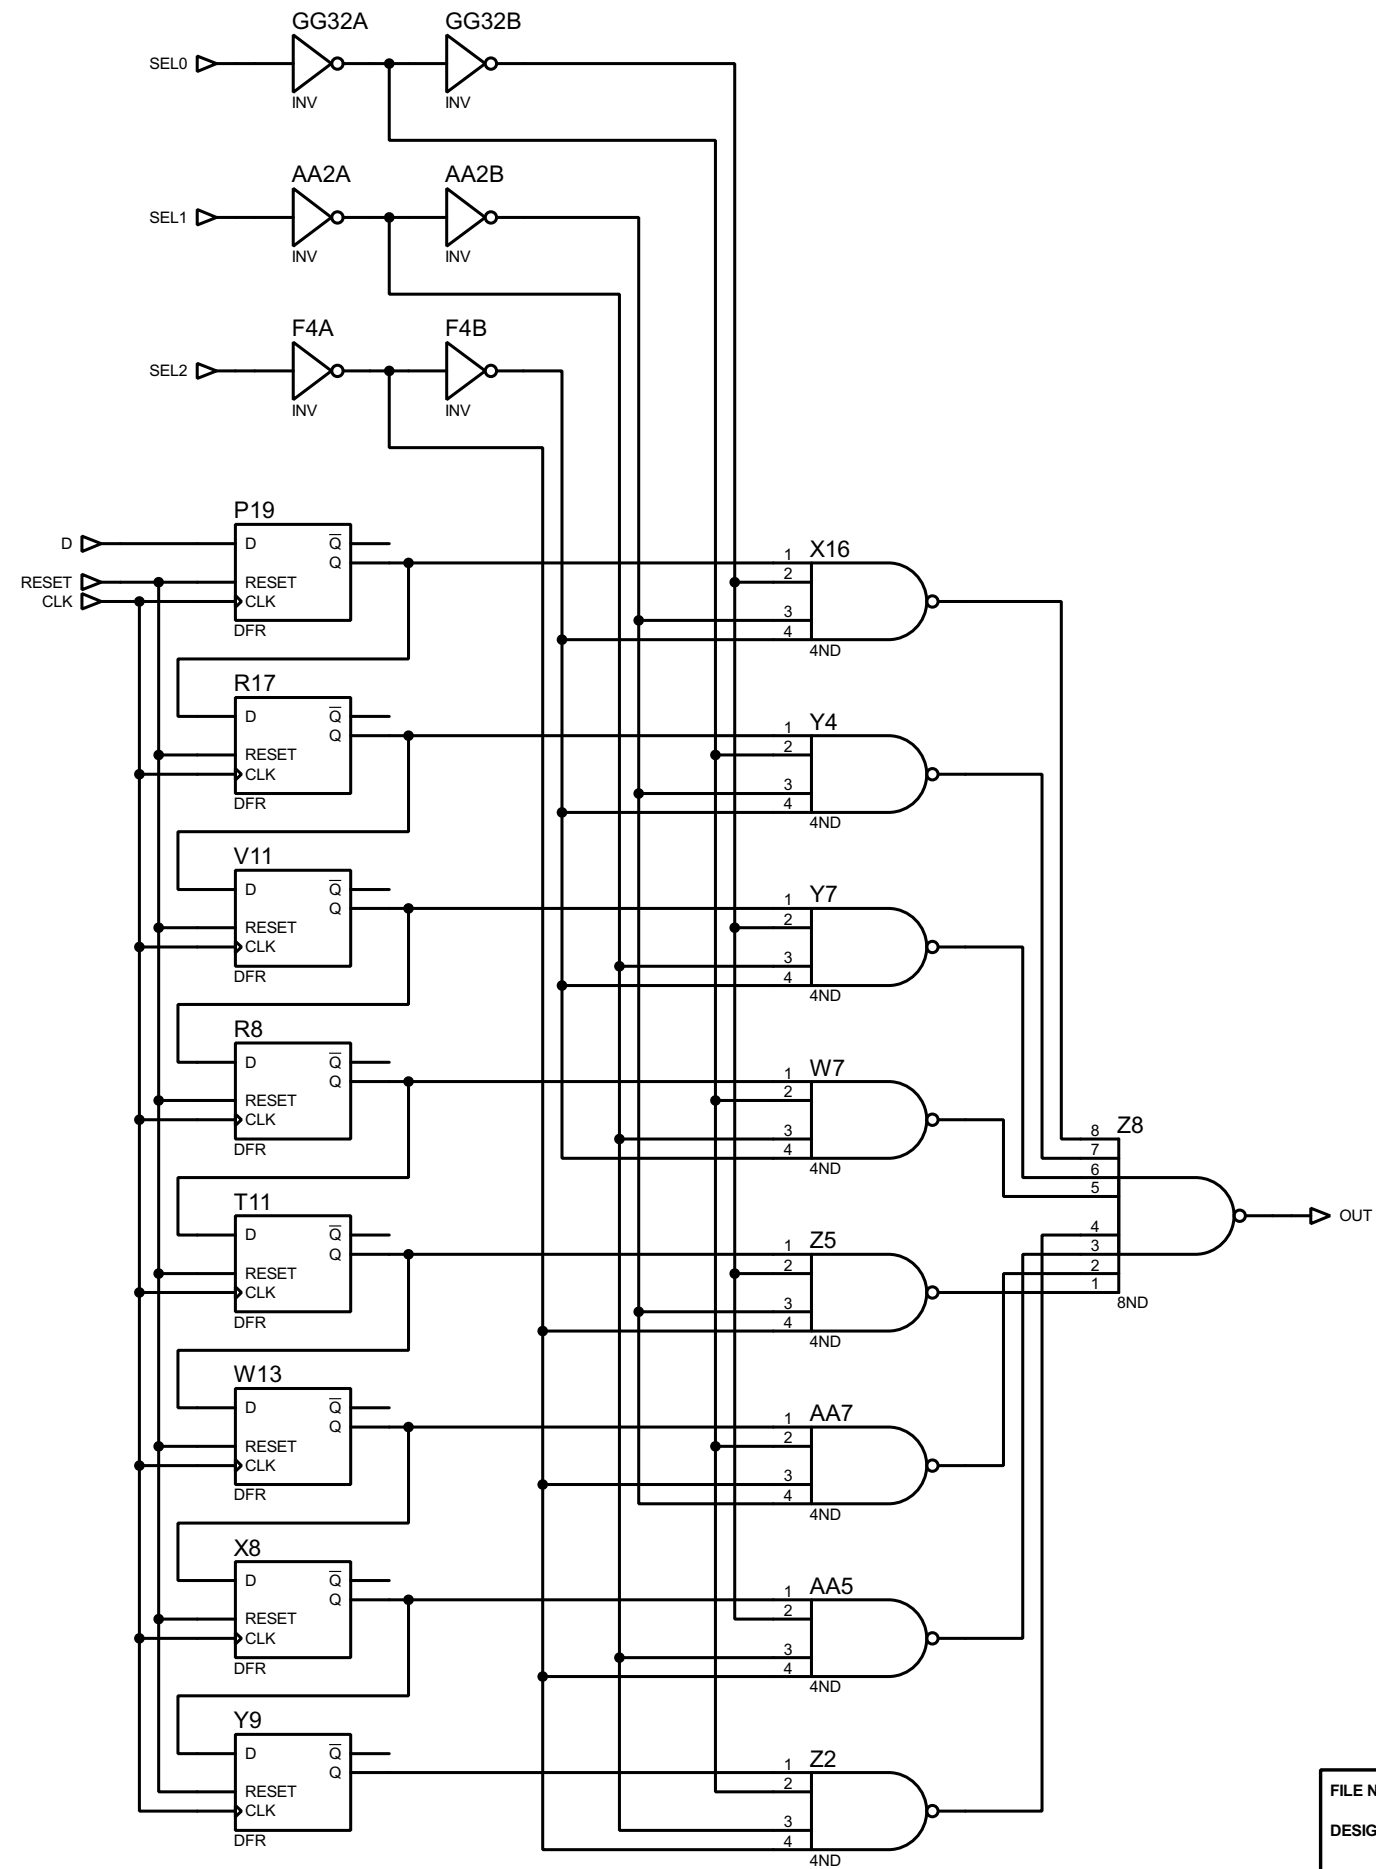 GG32A GG32B
SEL0
INV INV
AA2A AA2B
SEL1
INV INV
F4A F4B
SEL2
INV INV
P19
D D Q
Q 1 X16
RESET RESET 2
CLK CLK 3
DFR 4
4ND
R17
D Q
Q 1 Y4
RESET 2
CLK 3
DFR 4
4ND
V11
D Q
Q 1 Y7
RESET 2
CLK 3
DFR 4
4ND
R8
D Q
Q 1 W7
RESET 2
CLK 3
DFR 4
4ND
8 Z8
7
6
5
4
3
2
1
8ND
OUT
T11
D Q
Q 1 Z5
RESET 2
CLK 3
DFR 4
4ND
W13
D Q
Q 1 AA7
RESET 2
CLK 3
DFR 4
4ND
X8
D Q
Q 1 AA5
RESET 2
CLK 3
DFR 4
4ND
Y9
D Q
Q 1 Z2
RESET 2
CLK 3
DFR 4
4ND
FILE N
DESIG